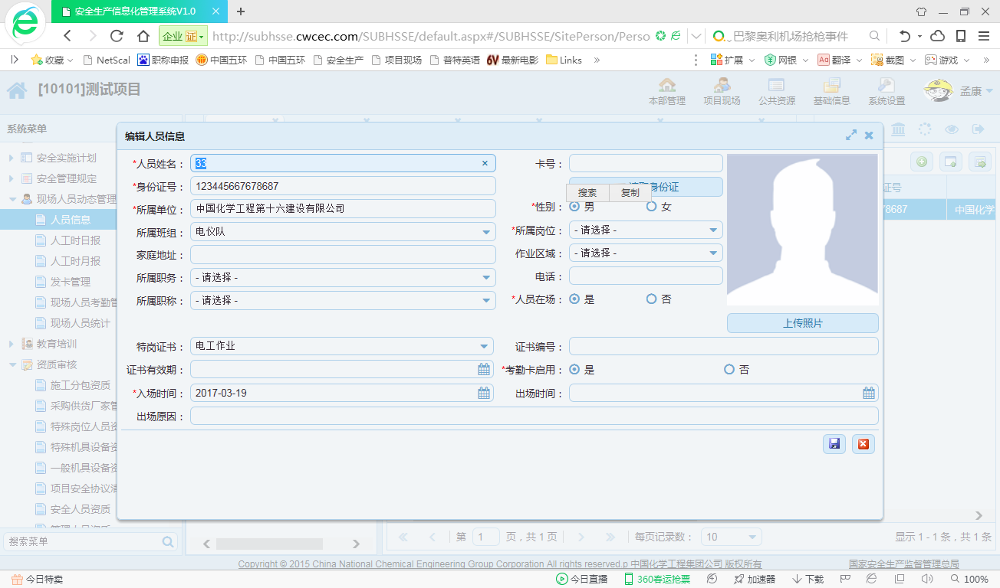 安全生产信息化管理系统V1.0
企业 证 http://subhsse.cwcec.com/SUBHSSE/default.aspx#/SUBHSSE/SitePerson/Perso 巴黎奥利机场抢枪事件
收藏 NetScal 职称申报 中国五环 中国五环 安全生产 项目现场 普特英语 6V 最新电影 Links » 扩展 网银 Aa 翻译 截图 游戏 »
[10101]测试项目 本部管理 项目现场 公共资源 基础信息 系统设置 孟康
系统菜单
安全实施计划
安全管理规定
现场人员动态管理
人员信息
人工时日报
人工时月报
发卡管理
现场人员考勤管
现场人员统计
教育培训
资质审核
施工分包资质
采购供货厂家管
特殊岗位人员资
特殊机具设备资
一般机具设备资
项目安全协议清
安全人员资质
搜索菜单
编辑人员信息
*人员姓名： 33 卡号：
*身份证号： 123445667678687 身份证
搜索 复制
*所属单位： 中国化学工程第十六建设有限公司 *性别： 男 女
所属班组： 电仪队 *所属岗位： - 请选择 -
家庭地址： 作业区域： - 请选择 -
所属职务： - 请选择 - 电话：
所属职称： - 请选择 - *人员在场： 是 否
上传照片
特岗证书： 电工作业 证书编号：
证书有效期： *考勤卡启用： 是 否
*入场时间： 2017-03-19 出场时间：
出场原因：
证号
78687 中国化学
第 1 页，共 1 页 每页记录数： 10 显示 1 - 1 条，共 1 条
Copyright © 2015 China National Chemical Engineering Group Corporation All rights reserved.p 中国化学工程集团公司 版权所有 国家安全生产监督管理总局
今日特卖 今日直播 360春运抢票 加速器 下载 100%